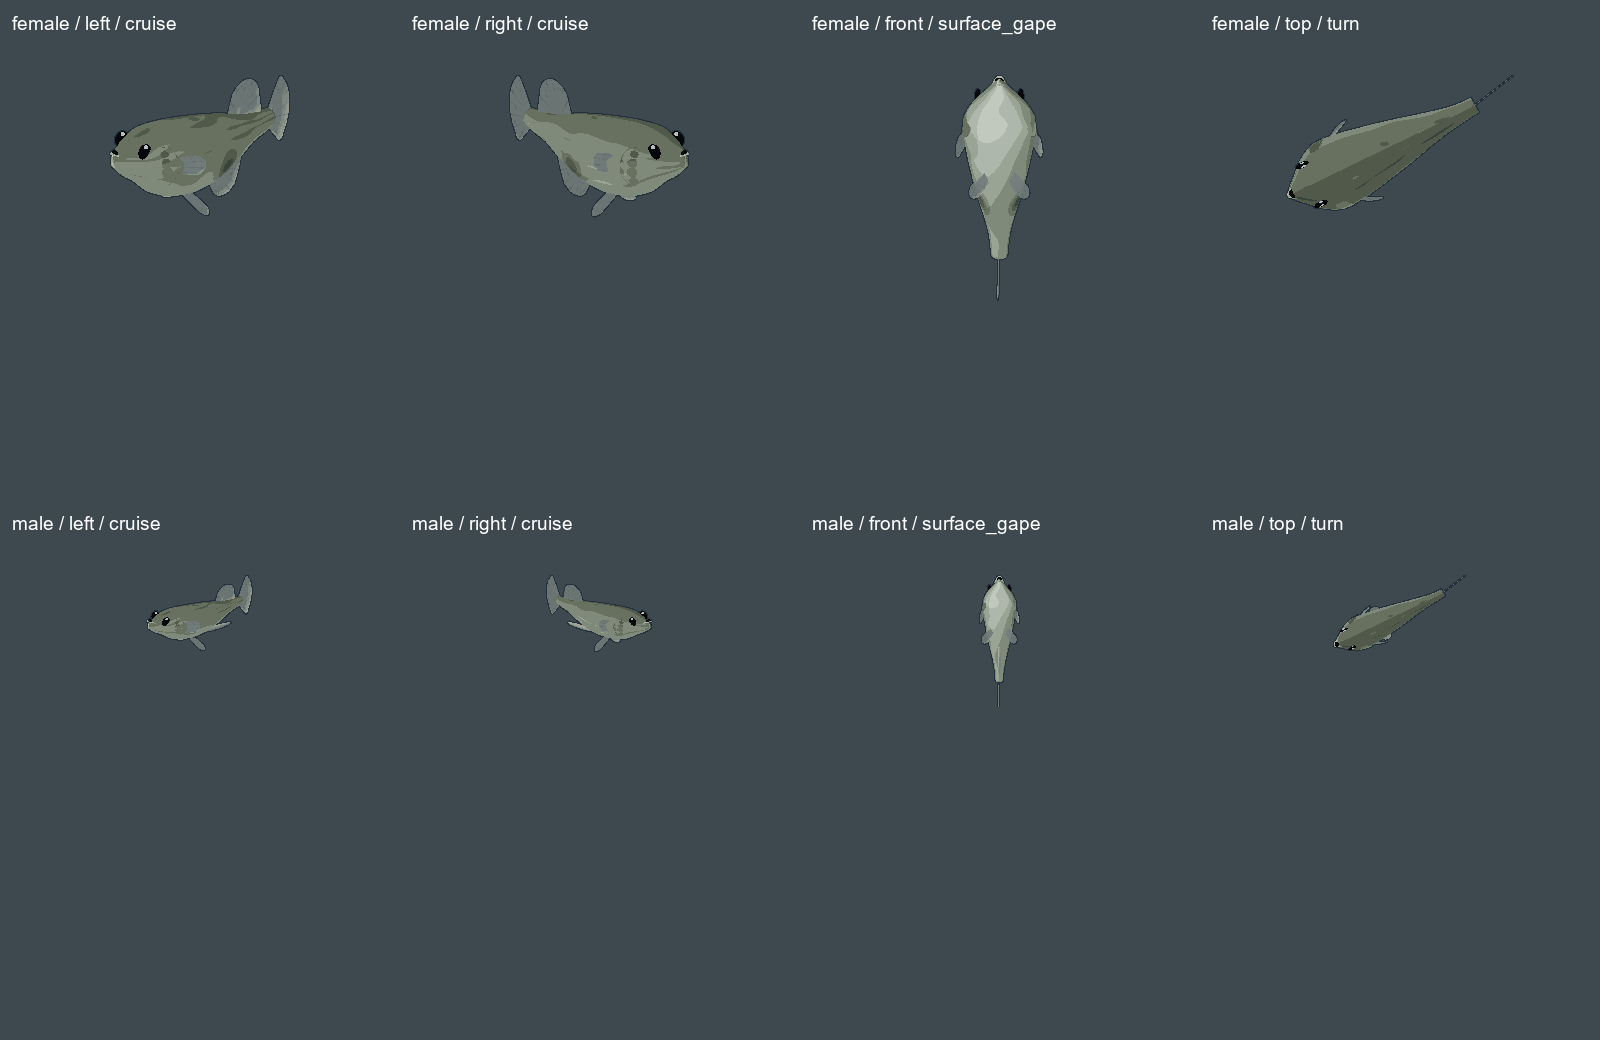 female / left / cruise
female / right / cruise
female / front / surface_gape
female / top / turn
male / left / cruise
male / right / cruise
male / front / surface_gape
male / top / turn